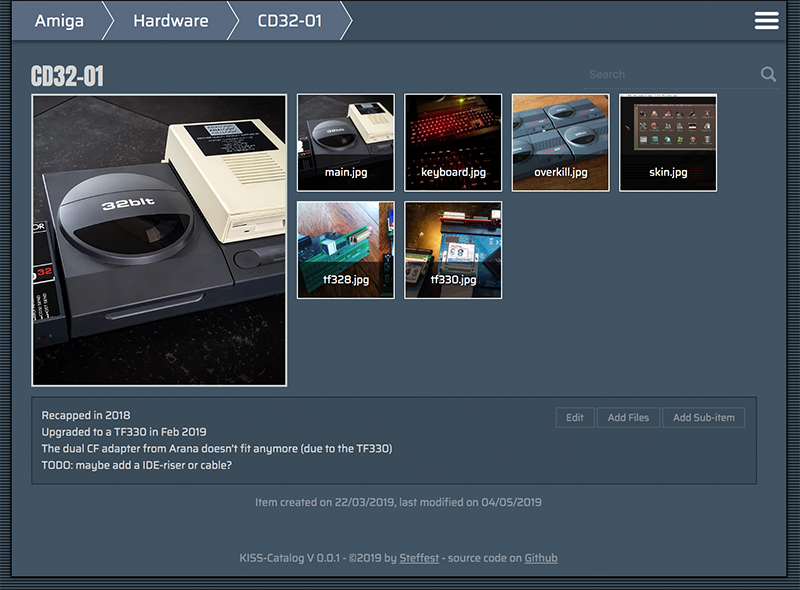 Amiga
Hardware
CD32-01
CD32-01
Search
32bit
main.jpg
keyboard.jpg
overkill.jpg
skin.jpg
tf328.jpg
tf330.jpg
Recapped in 2018
Upgraded to a TF330 in Feb 2019
The dual CF adapter from Arana doesn't fit anymore (due to the TF330)
TODO: maybe add a IDE-riser or cable?
Edit
Add Files
Add Sub-item
Item created on 22/03/2019, last modified on 04/05/2019
KISS-Catalog V 0.0.1 - ©2019 by Steffest - source code on Github